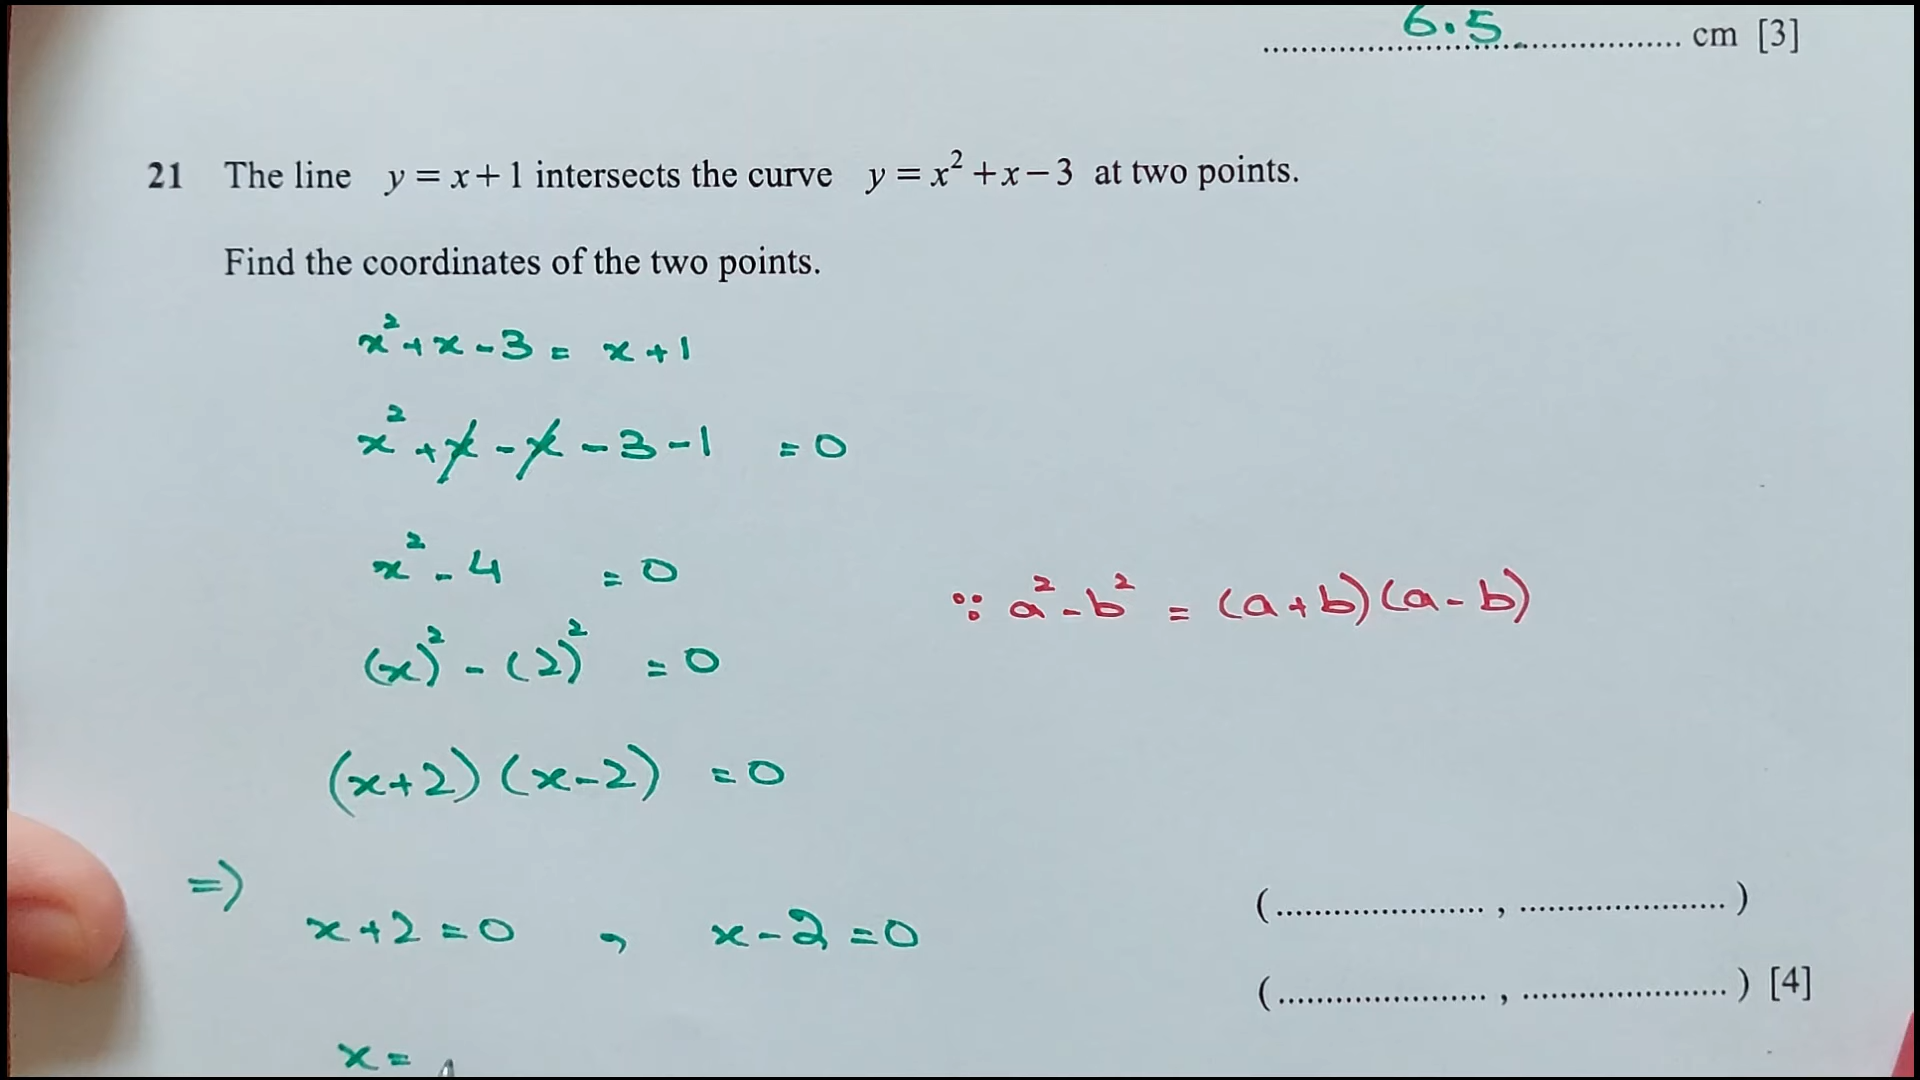 6.5 cm [3]
21 The line y = x + 1 intersects the curve y = x² + x − 3 at two points.
Find the coordinates of the two points.
x² + x - 3 = x + 1
x² + x - x - 3 - 1 = 0
x² - 4 = 0
∵ a² - b² = (a + b) (a - b)
(x)² - (2)² = 0
(x+2) (x-2) = 0
⇒
(...................... , ......................)
x + 2 = 0 , x - 2 = 0
(...................... , ......................) [4]
x =